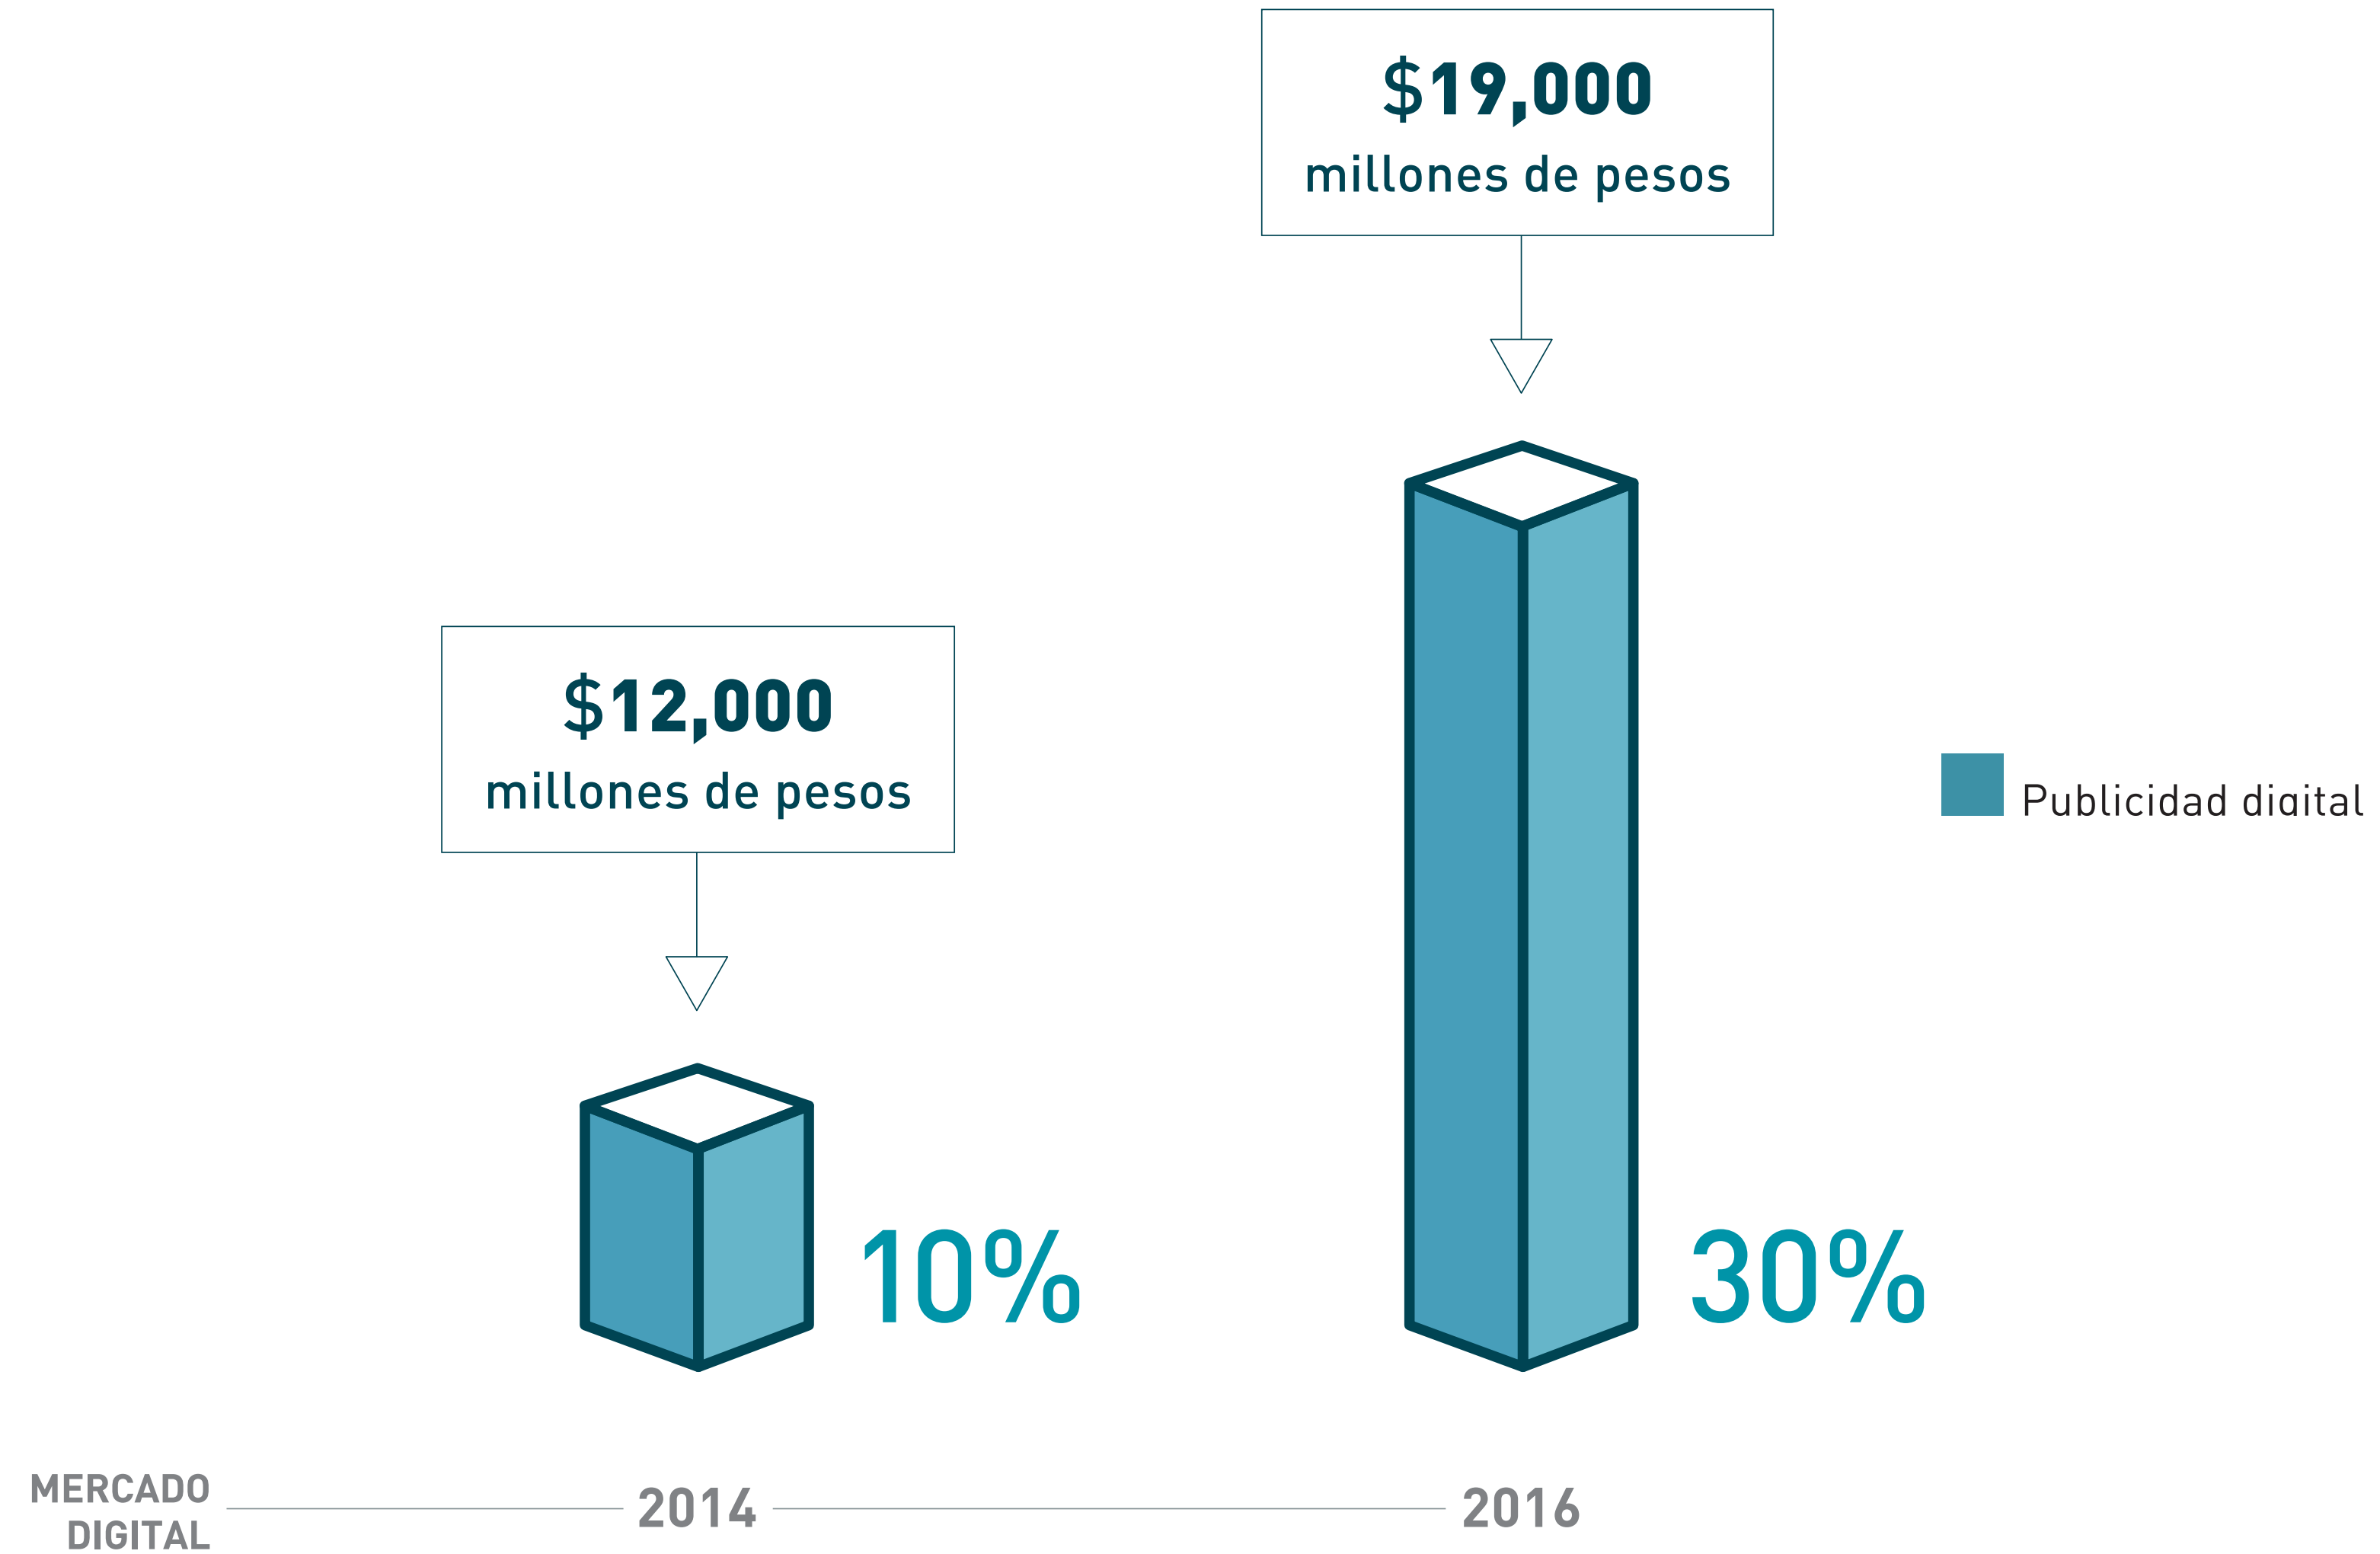 $19,000
millones de pesos
$12,000
millones de pesos
Publicidad digital
10%
30%
MERCADO
DIGITAL
2014
2016